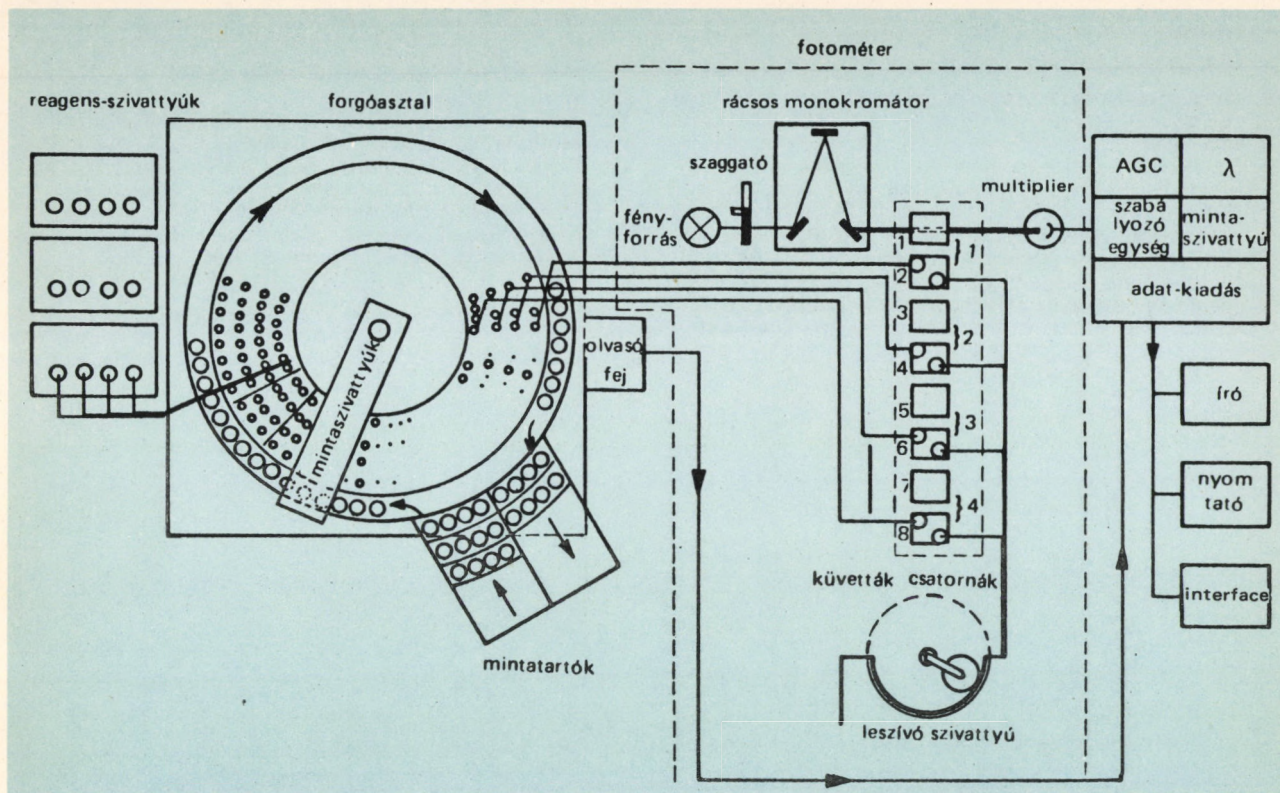 fotométer
reagens-szivattyúk
forgóasztal
rácsos monokromátor
szaggató
fény-
forrás
multiplier
AGC
λ
szabá
lyozó
egység
minta-
szivattyú
adat-kiadás
1
2
3
4
5
6
7
8
1
2
3
4
olvasó
fej
mintaszivattyúk
író
nyom
tató
interface
küvetták
csatornák
mintatartók
leszívó szivattyú